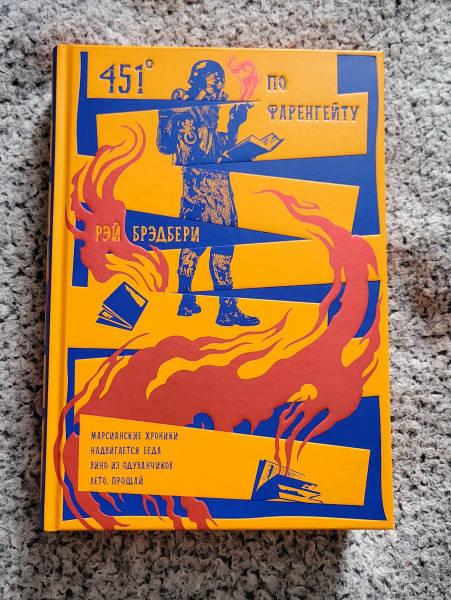 451°
ПО
ФАРЕНГЕЙТУ
РЭЙ БРЭДБЕРИ
МАРСИАНСКИЕ ХРОНИКИ
НАДВИГАЕТСЯ БЕДА
ВИНО ИЗ ОДУВАНЧИКОВ
ЛЕТО, ПРОЩАЙ